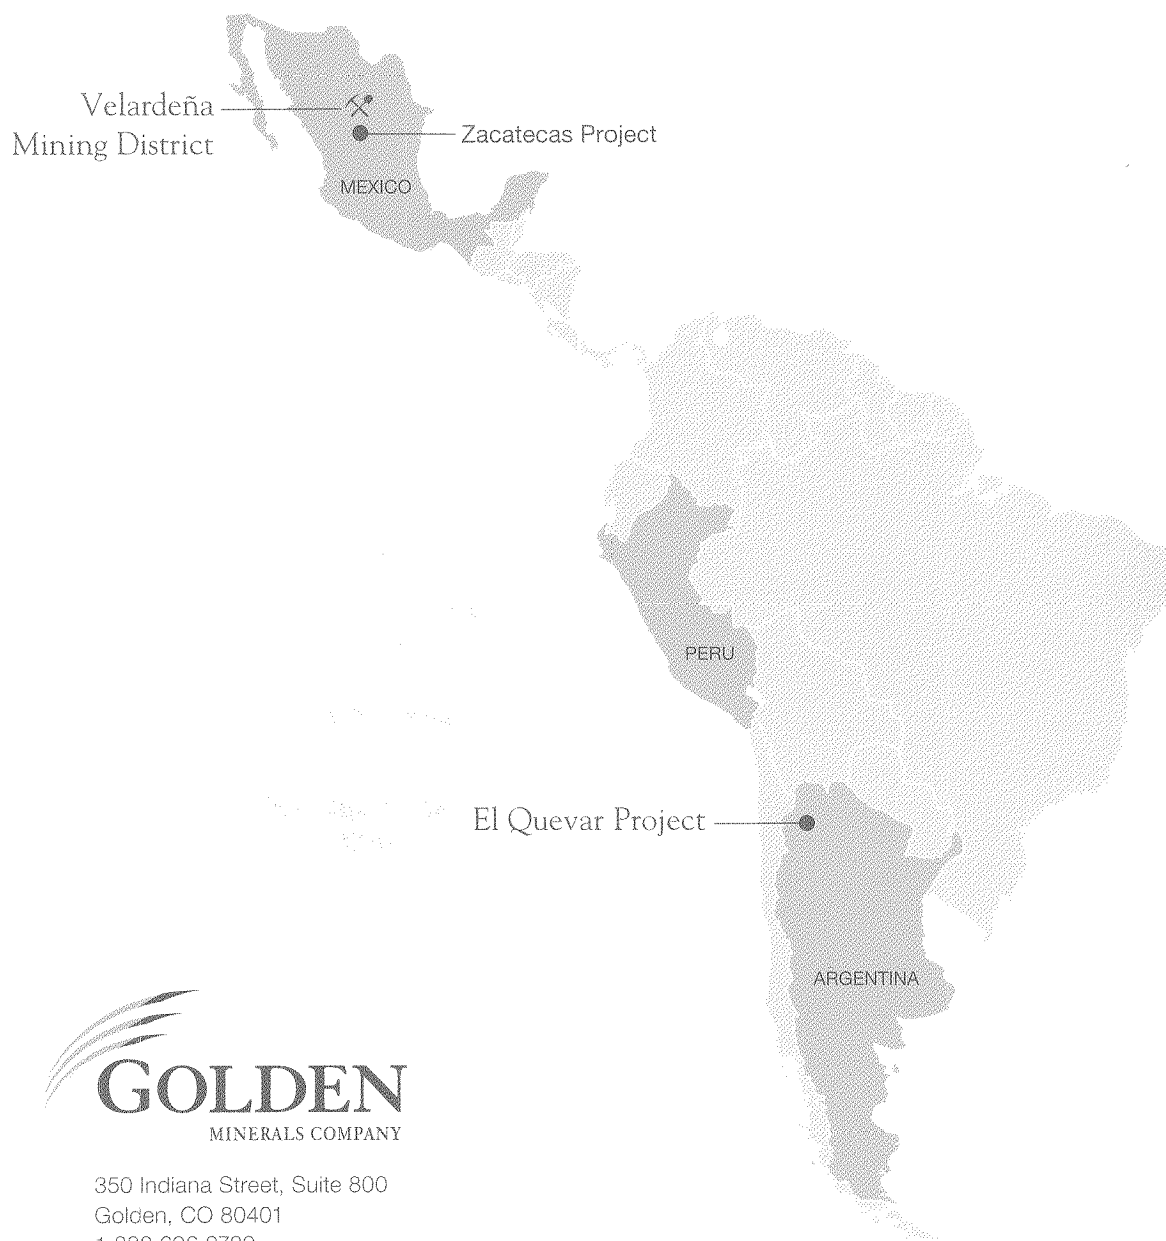 Velardeña
Mining District
Zacatecas Project
MEXICO
PERU
El Quevar Project
ARGENTINA
GOLDEN
MINERALS COMPANY
350 Indiana Street, Suite 800
Golden, CO 80401